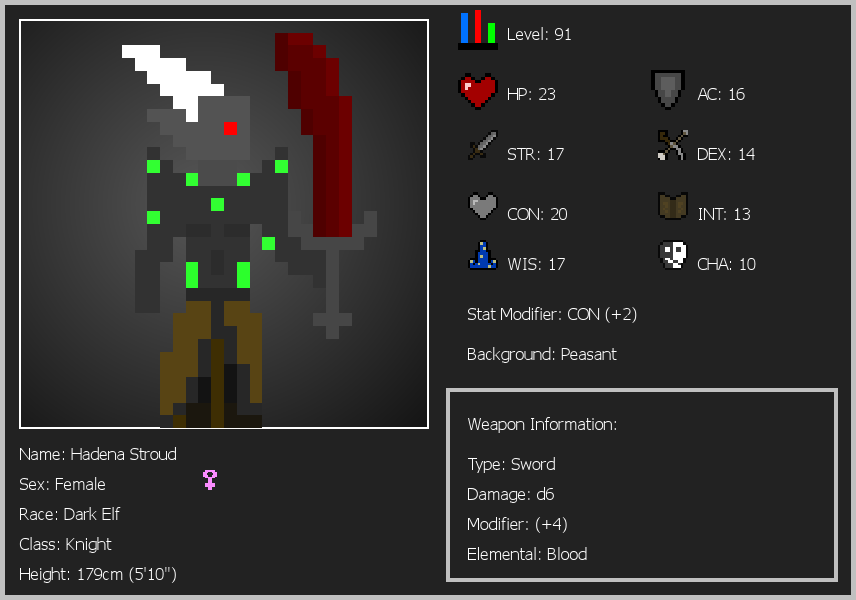 Level: 91
HP: 23
AC: 16
STR: 17
DEX: 14
CON: 20
INT: 13
WIS: 17
CHA: 10
Stat Modifier: CON (+2)
Background: Peasant
Weapon Information:
Type: Sword
Damage: d6
Modifier: (+4)
Elemental: Blood
Name: Hadena Stroud
Sex: Female
Race: Dark Elf
Class: Knight
Height: 179cm (5'10")